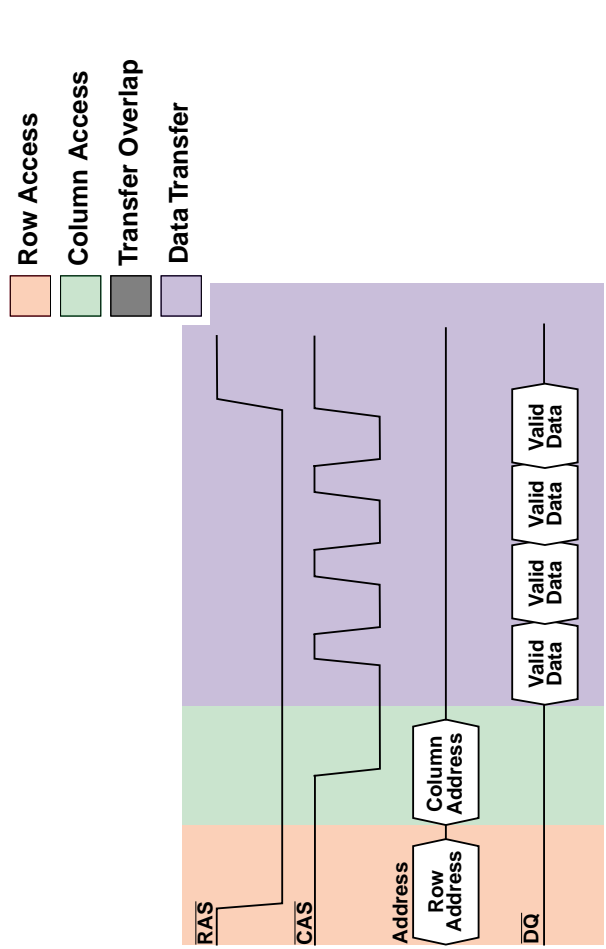 Row Access
Column Access
Transfer Overlap
Data Transfer
RAS
CAS
Address
Row
Address
Column
Address
DQ
Valid
Data
Valid
Data
Valid
Data
Valid
Data